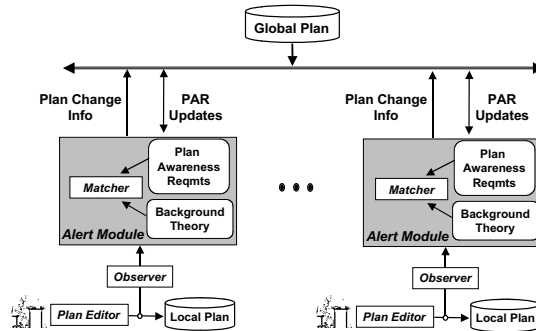 Global Plan
Plan Change
Info
PAR
Updates
Plan Change
Info
PAR
Updates
Plan
Awareness
Reqmts
Matcher
Background
Theory
Alert Module
Plan
Awareness
Reqmts
Matcher
Background
Theory
Alert Module
Observer
Observer
Plan Editor
Local Plan
Plan Editor
Local Plan